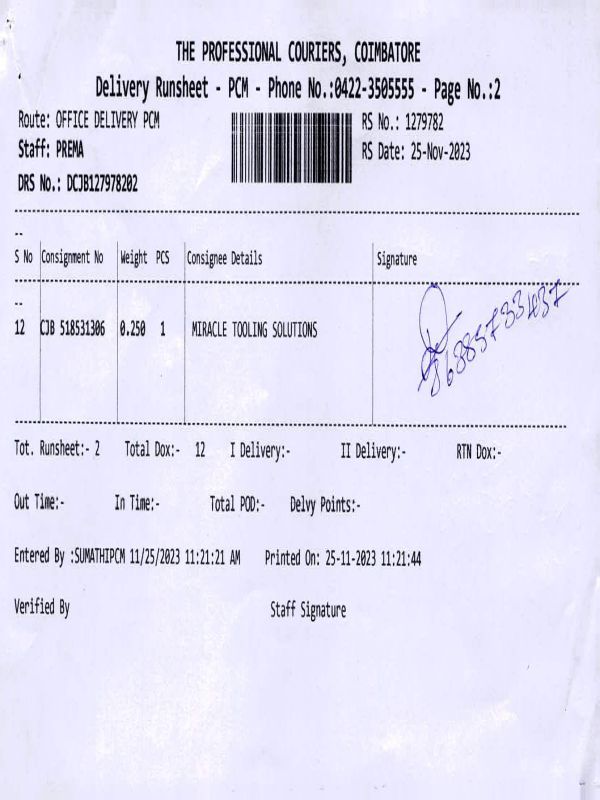 THE PROFESSIONAL COURIERS, COIMBATORE
Delivery Runsheet - PCM - Phone No.:0422-3505555 - Page No.:2
Route: OFFICE DELIVERY PCM
RS No.: 1279782
Staff: PREMA
RS Date: 25-Nov-2023
DRS No.: DCJB127978202
--
S No Consignment No Weight PCS Consignee Details Signature
--
12 CJB 518531306 0.250 1 MIRACLE TOOLING SOLUTIONS
Tot. Runsheet:- 2 Total Dox:- 12 I Delivery:- II Delivery:- RTN Dox:-
Out Time:- In Time:- Total POD:- Delvy Points:-
Entered By :SUMATHIPCM 11/25/2023 11:21:21 AM Printed On: 25-11-2023 11:21:44
Verified By Staff Signature